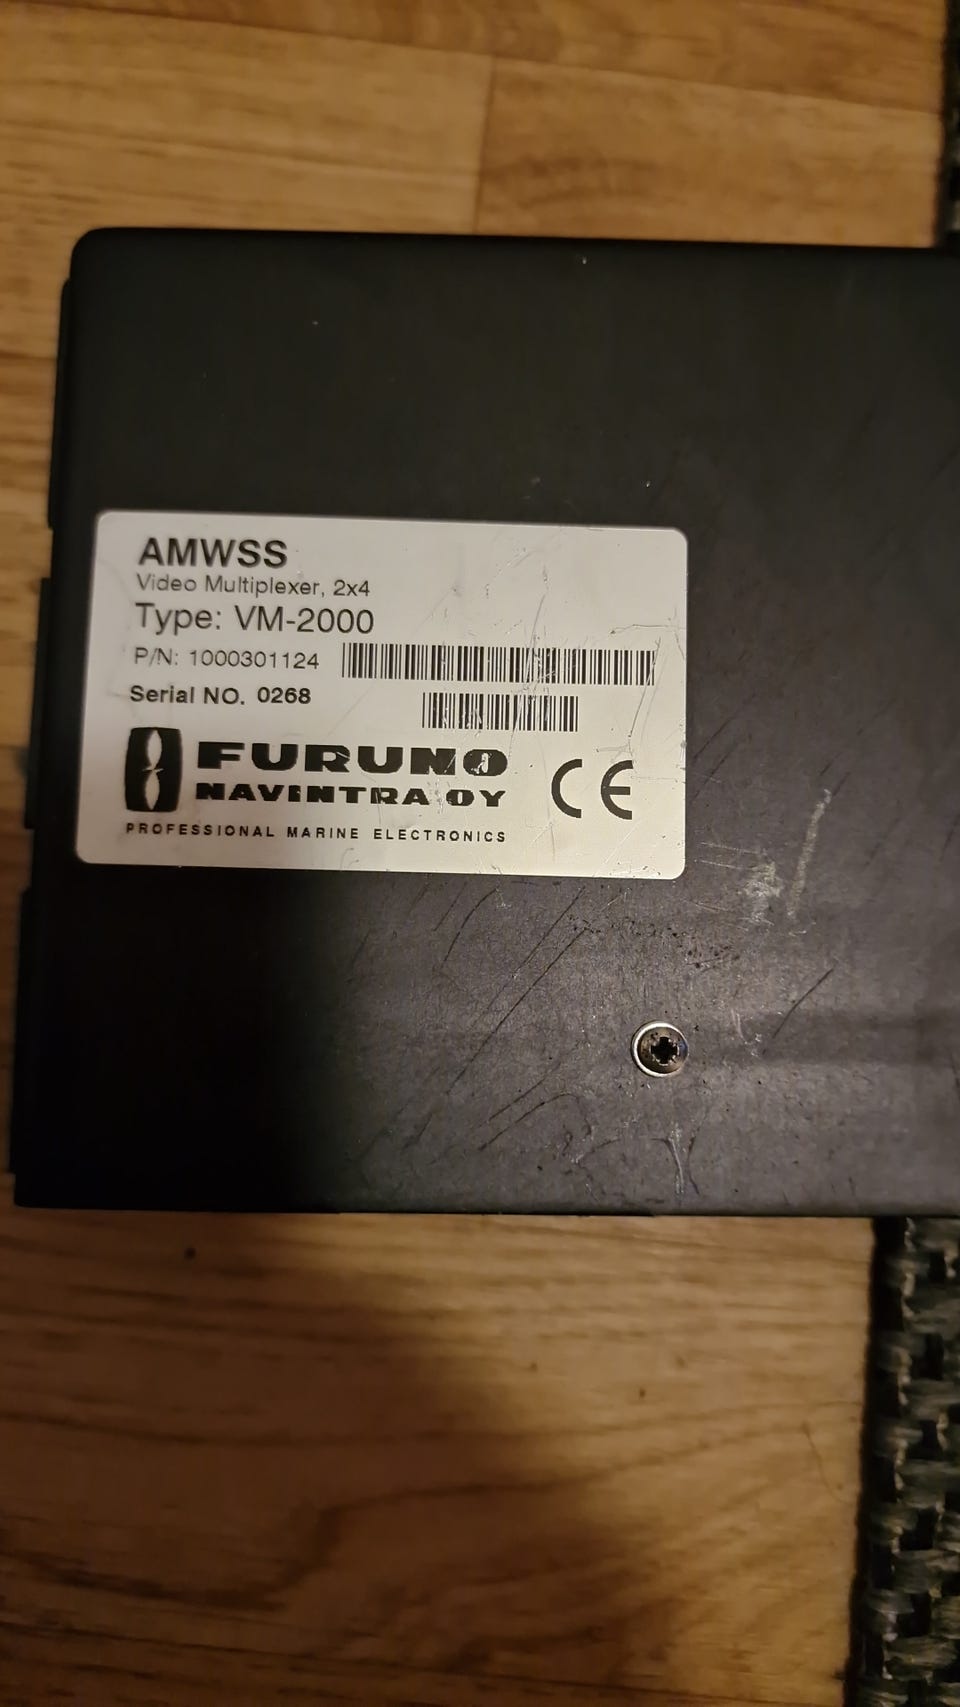 AMWSS
Video Multiplexer, 2x4
Type: VM-2000
P/N: 1000301124
Serial NO. 0268
FURUNO
NAVINTRA OY
CE
PROFESSIONAL MARINE ELECTRONICS